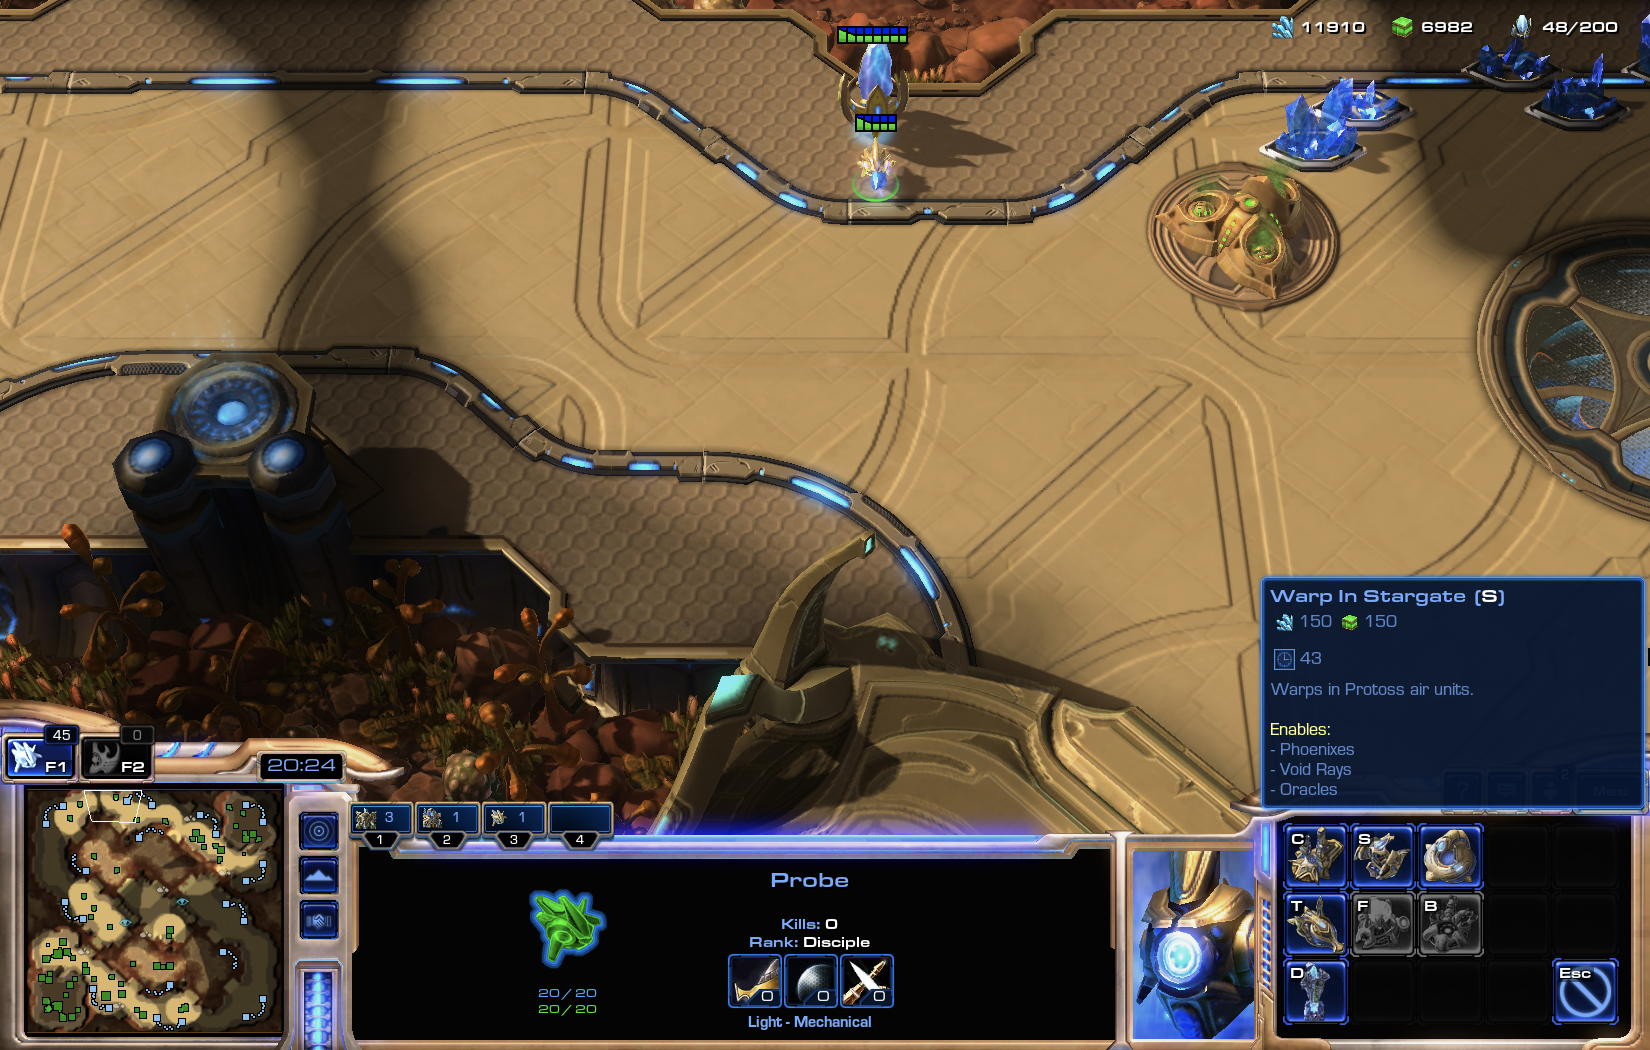 11910 6982 48/200
Warp In Stargate (S)
150 150
43
Warps in Protoss air units.
Enables:
- Phoenixes
- Void Rays
- Oracles
45 0
F1 F2
20:24
3 1 1
1 2 3 4
Probe
Kills: 0
Rank: Disciple
0 0 0
20/20
20/20
Light - Mechanical
C S
T F B
D Esc